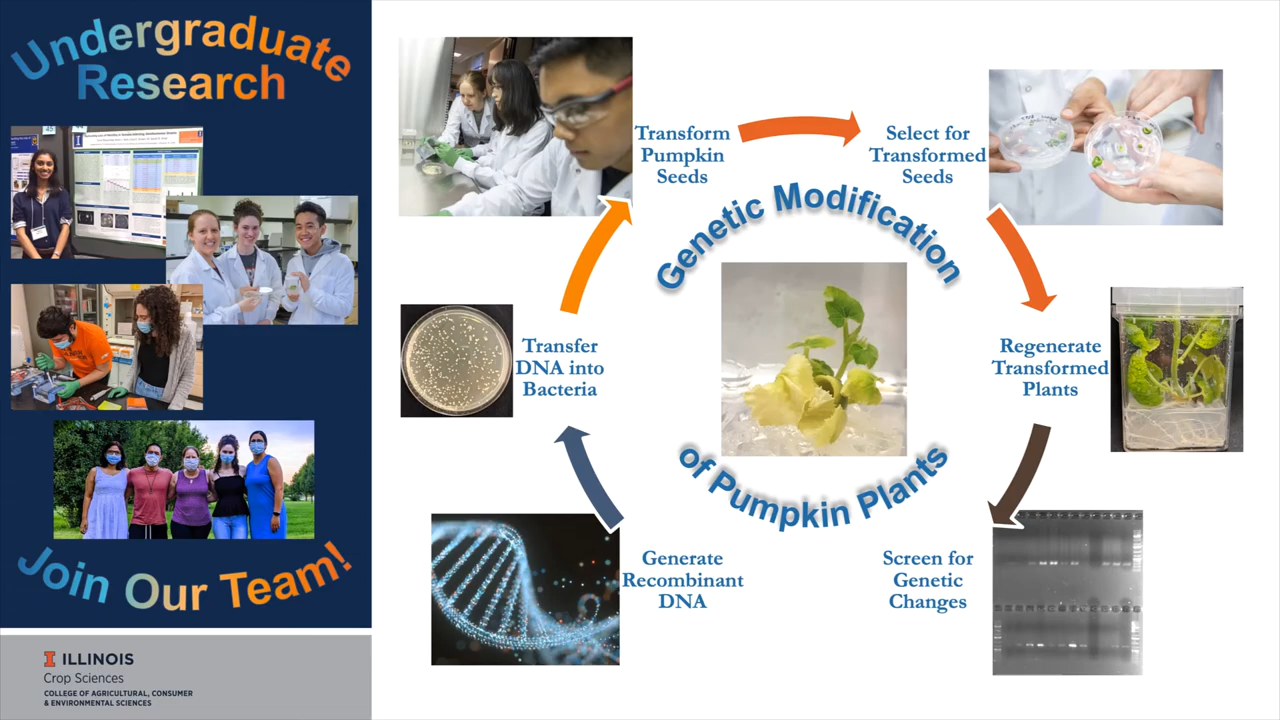 Undergraduate
Research
Join Our Team!
ILLINOIS
Crop Sciences
COLLEGE OF AGRICULTURAL, CONSUMER
& ENVIRONMENTAL SCIENCES
Genetic Modification
of Pumpkin Plants
Generate
Recombinant
DNA
Transfer
DNA into
Bacteria
Transform
Pumpkin
Seeds
Select for
Transformed
Seeds
Regenerate
Transformed
Plants
Screen for
Genetic
Changes